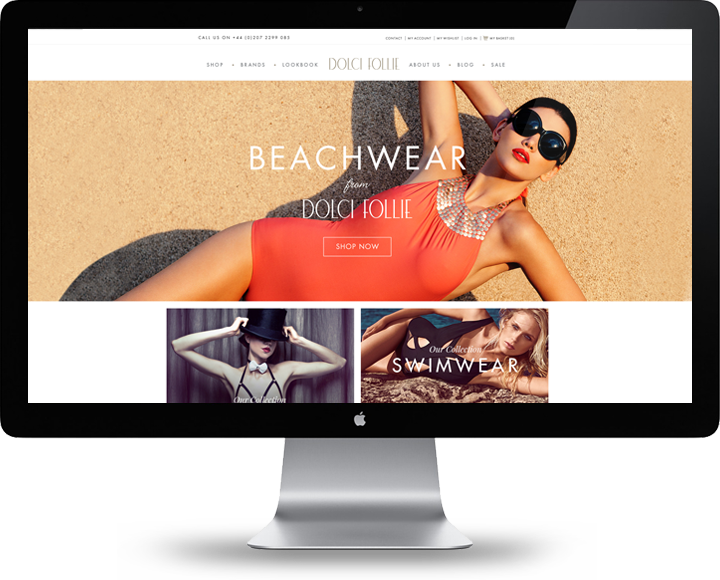 CALL US ON +44 (0)207 2299 085
CONTACT | MY ACCOUNT | MY WISHLIST | LOG IN | MY BASKET (0)
SHOP • BRANDS • LOOKBOOK DOLCI FOLLIE ABOUT US • BLOG • SALE
BEACHWEAR
from
DOLCI FOLLIE
SHOP NOW
Our Collection
SWIMWEAR
Our Collection